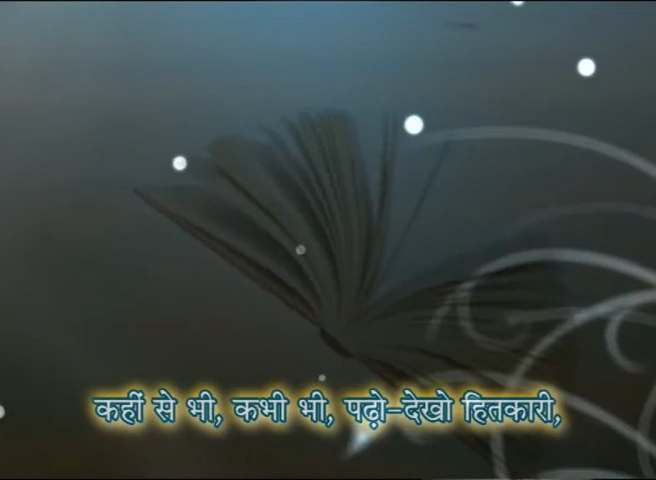 कहीं से भी, कभी भी, पढ़ो-देखो हितकारी,